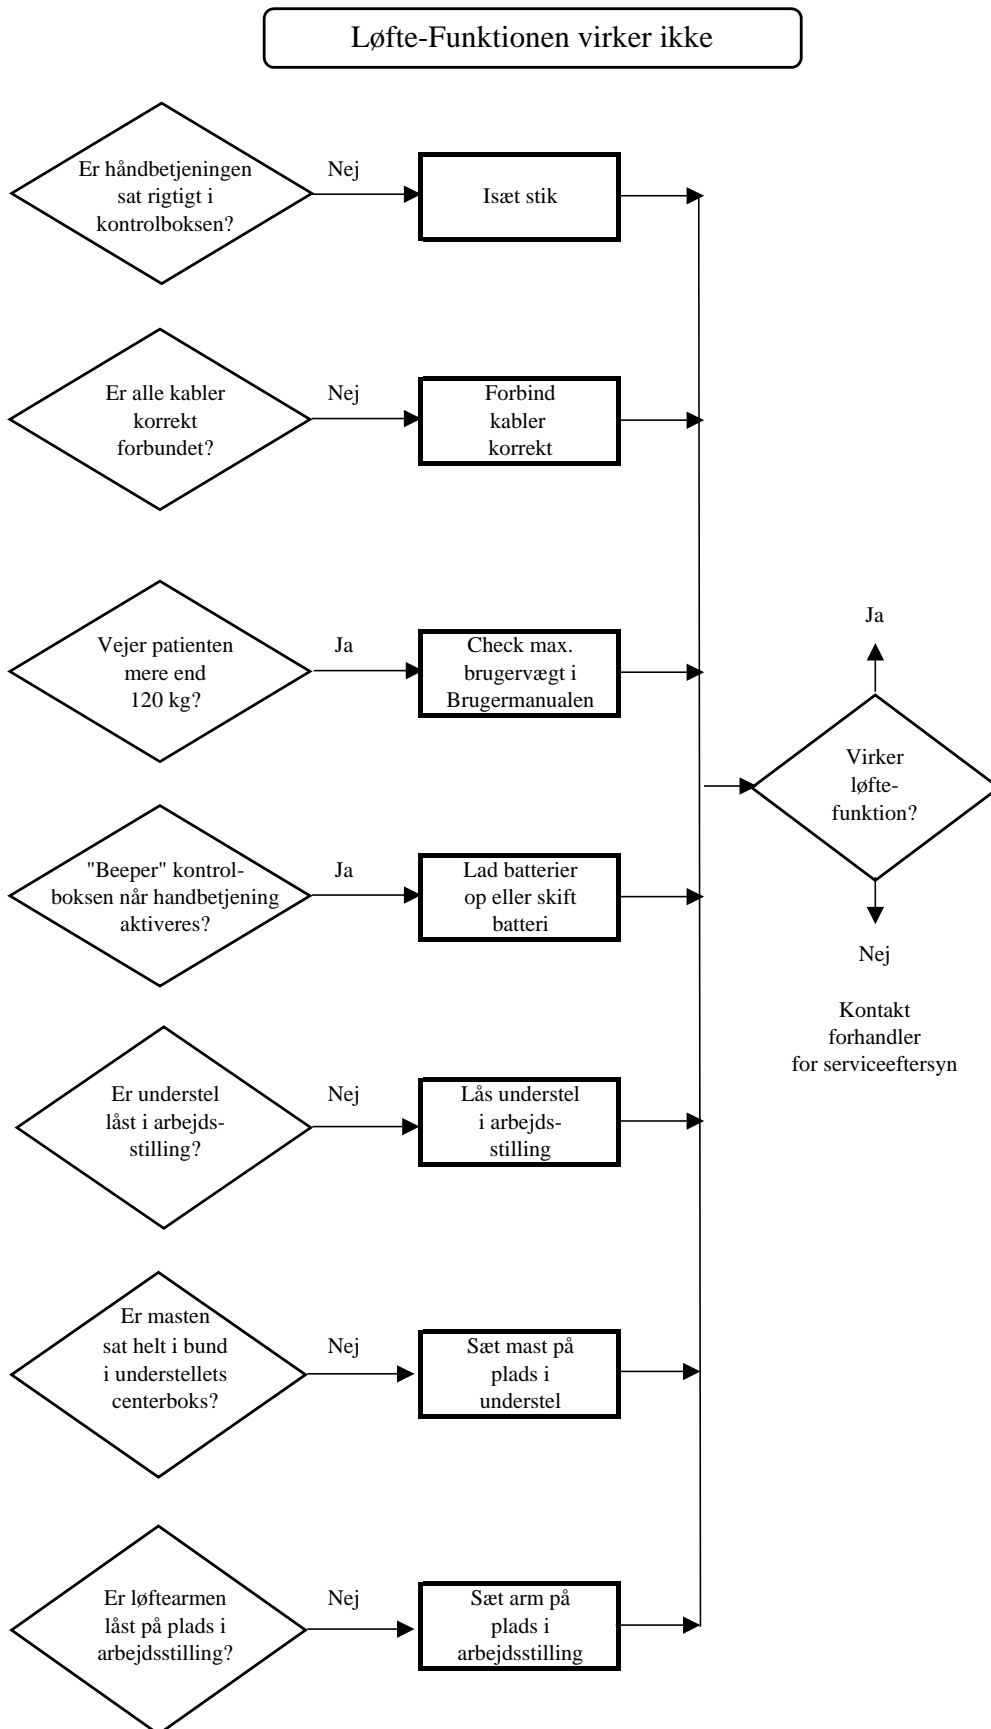 Løfte-Funktionen virker ikke
Er håndbetjeningen
sat rigtigt i
kontrolboksen?
Nej
Isæt stik
Er alle kabler
korrekt
forbundet?
Nej
Forbind
kabler
korrekt
Vejer patienten
mere end
120 kg?
Ja
Check max.
brugervægt i
Brugermanualen
"Beeper" kontrol-
boksen når handbetjening
aktiveres?
Ja
Lad batterier
op eller skift
batteri
Er understel
låst i arbejds-
stilling?
Nej
Lås understel
i arbejds-
stilling
Er masten
sat helt i bund
i understellets
centerboks?
Nej
Sæt mast på
plads i
understel
Er løftearmen
låst på plads i
arbejdsstilling?
Nej
Sæt arm på
plads i
arbejdsstilling
Ja
Virker
løfte-
funktion?
Nej
Kontakt
forhandler
for serviceeftersyn